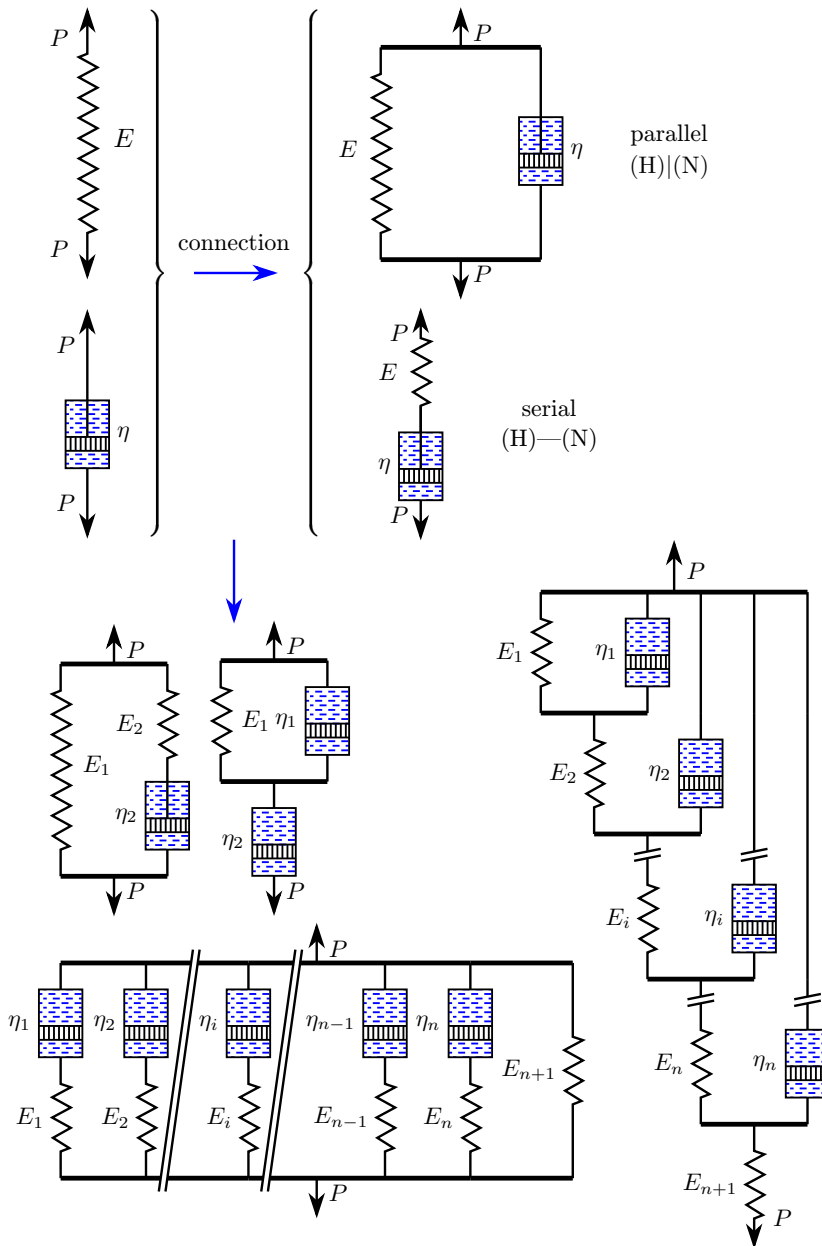 P
P
E
E
η
parallel
(H)|(N)
P
connection
P
P
P
P
E
η
serial
(H)—(N)
η
P
P
P
P
P
E₁
η₁
E₂
E₁
η₁
E₁
η₂
E₂
η₂
η₂
P
P
Eᵢ
ηᵢ
P
η₁
η₂
ηᵢ
ηₙ₋₁
ηₙ
Eₙ
ηₙ
Eₙ₊₁
E₁
E₂
Eᵢ
Eₙ₋₁
Eₙ
P
Eₙ₊₁
P